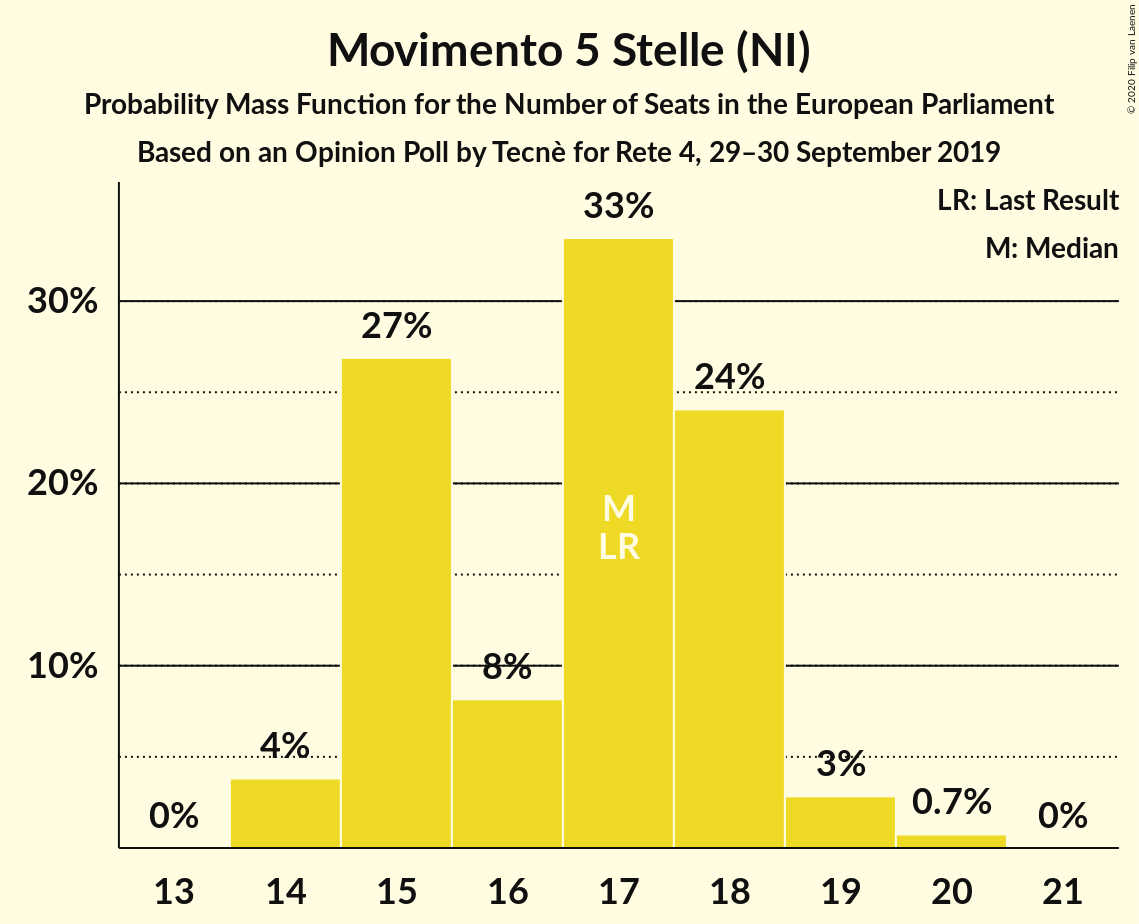 Movimento 5 Stelle (NI)
Probability Mass Function for the Number of Seats in the European Parliament
Based on an Opinion Poll by Tecnè for Rete 4, 29–30 September 2019
© 2020 Filip van Laenen
LR: Last Result
M: Median
33%
30%
27%
24%
20%
M
LR
10%
8%
4%
3%
0.7%
0%
0%
13 14 15 16 17 18 19 20 21